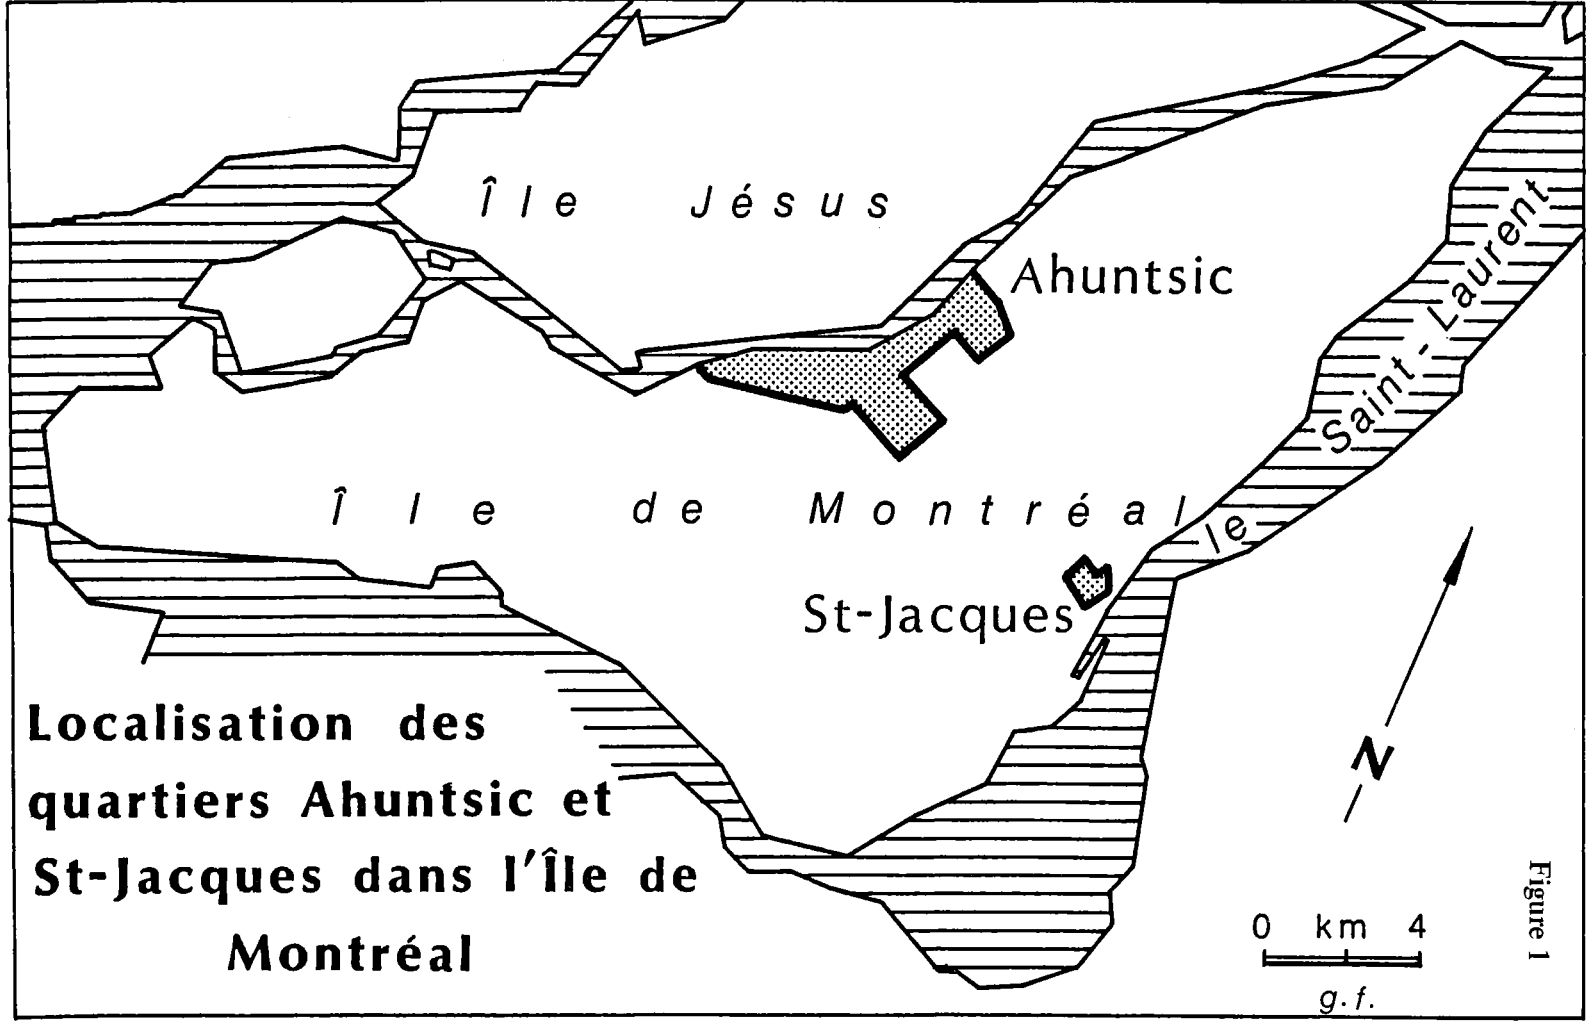 Île Jésus
Ahuntsic
Saint-Laurent
Île de Montréal
le
St-Jacques
N
Localisation des
quartiers Ahuntsic et
St-Jacques dans l'Île de
Montréal
0 km 4
g.f.
Figure 1